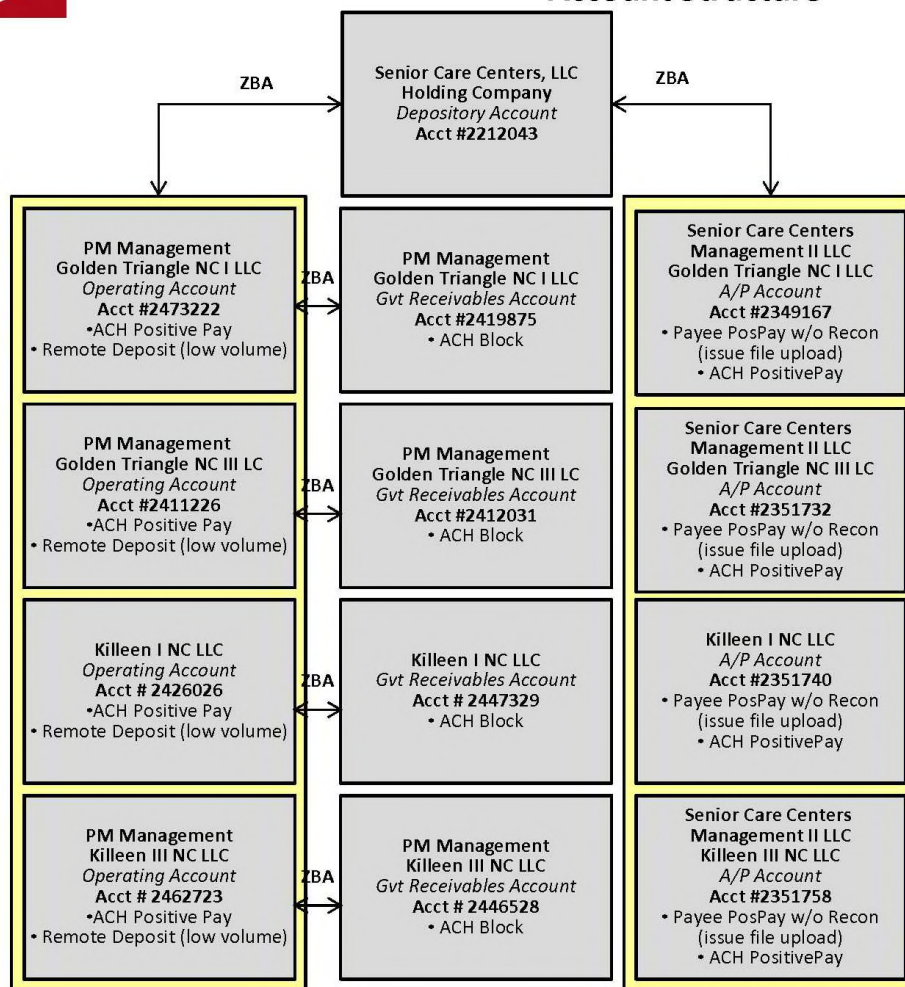 Account Structure
ZBA
Senior Care Centers, LLC
Holding Company
Depository Account
Acct #2212043
ZBA
PM Management
Golden Triangle NC I LLC
Operating Account
Acct #2473222
•ACH Positive Pay
• Remote Deposit (low volume)
ZBA
PM Management
Golden Triangle NC I LLC
Gvt Receivables Account
Acct #2419875
• ACH Block
Senior Care Centers
Management II LLC
Golden Triangle NC I LLC
A/P Account
Acct #2349167
• Payee PosPay w/o Recon
(issue file upload)
• ACH PositivePay
PM Management
Golden Triangle NC III LC
Operating Account
Acct #2411226
•ACH Positive Pay
• Remote Deposit (low volume)
ZBA
PM Management
Golden Triangle NC III LC
Gvt Receivables Account
Acct #2412031
• ACH Block
Senior Care Centers
Management II LLC
Golden Triangle NC III LC
A/P Account
Acct #2351732
• Payee PosPay w/o Recon
(issue file upload)
• ACH PositivePay
Killeen I NC LLC
Operating Account
Acct # 2426026
•ACH Positive Pay
• Remote Deposit (low volume)
ZBA
Killeen I NC LLC
Gvt Receivables Account
Acct # 2447329
• ACH Block
Killeen I NC LLC
A/P Account
Acct #2351740
• Payee PosPay w/o Recon
(issue file upload)
• ACH PositivePay
PM Management
Killeen III NC LLC
Operating Account
Acct # 2462723
•ACH Positive Pay
• Remote Deposit (low volume)
ZBA
PM Management
Killeen III NC LLC
Gvt Receivables Account
Acct # 2446528
• ACH Block
Senior Care Centers
Management II LLC
Killeen III NC LLC
A/P Account
Acct #2351758
• Payee PosPay w/o Recon
(issue file upload)
• ACH PositivePay